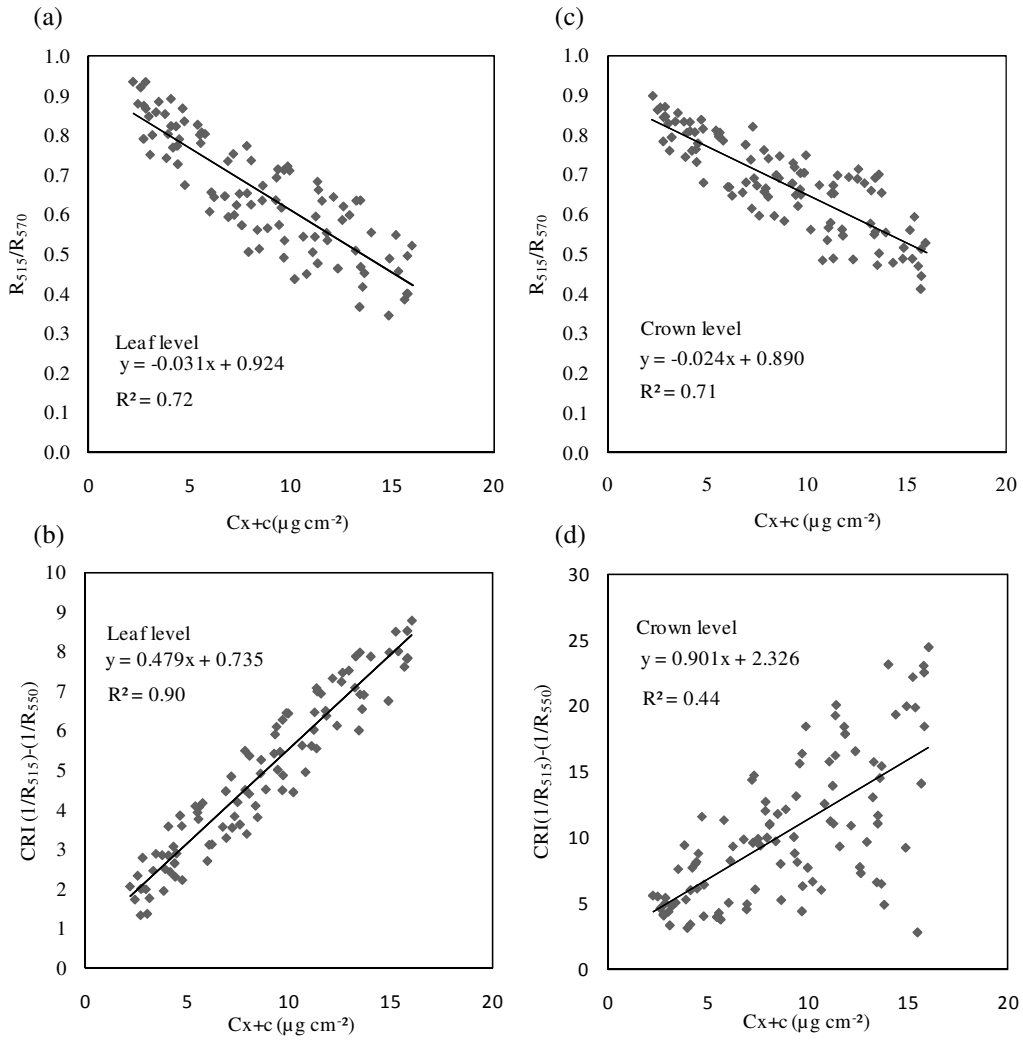 (a)
1.0
0.9
0.8
0.7
0.6
0.5
0.4
0.3
0.2
0.1
0.0
R515/R570
Leaf level
y = -0.031x + 0.924
R² = 0.72
0 5 10 15 20
Cx+c(µg cm⁻²)
(c)
1.0
0.9
0.8
0.7
0.6
0.5
0.4
0.3
0.2
0.1
0.0
R515/R570
Crown level
y = -0.024x + 0.890
R² = 0.71
0 5 10 15 20
Cx+c (µg cm⁻²)
(b)
10
9
8
7
6
5
4
3
2
1
0
CRI (1/R515)-(1/R550)
Leaf level
y = 0.479x + 0.735
R² = 0.90
0 5 10 15 20
Cx+c (µg cm⁻²)
(d)
30
25
20
15
10
5
0
CRI(1/R515)-(1/R550)
Crown level
y = 0.901x + 2.326
R² = 0.44
0 5 10 15 20
Cx+c (µg cm⁻²)